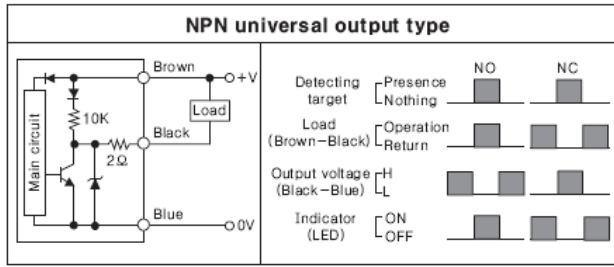 NPN universal output type
Brown
+V
Load
10K
Black
2Ω
Main circuit
Blue
0V
NO NC
Detecting target Presence
Nothing
Load (Brown-Black) Operation
Return
Output voltage (Black-Blue) H
L
Indicator (LED) ON
OFF